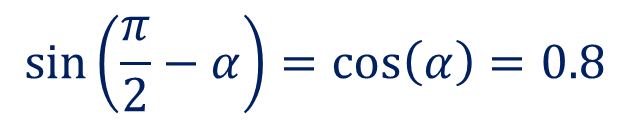 sin(π/2 − α) = cos(α) = 0.8